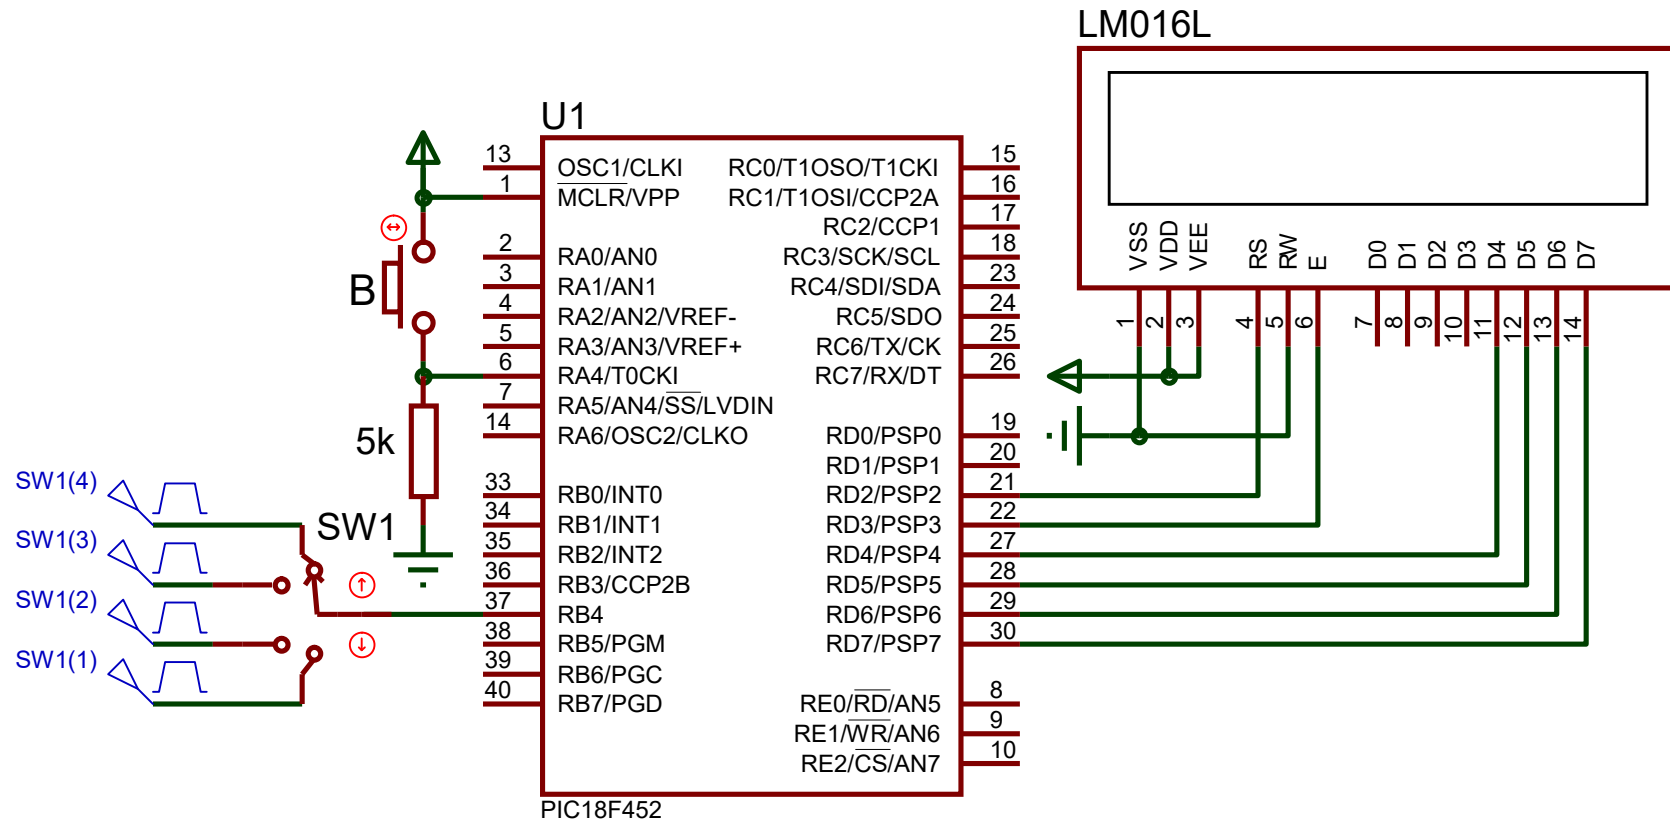 LM016L
VSS
VDD
VEE
RS
RW
E
D0
D1
D2
D3
D4
D5
D6
D7
1
2
3
4
5
6
7
8
9
10
11
12
13
14
U1
13 OSC1/CLKI
1 MCLR/VPP
2 RA0/AN0
3 RA1/AN1
4 RA2/AN2/VREF-
5 RA3/AN3/VREF+
6 RA4/T0CKI
7 RA5/AN4/SS/LVDIN
14 RA6/OSC2/CLKO
33 RB0/INT0
34 RB1/INT1
35 RB2/INT2
36 RB3/CCP2B
37 RB4
38 RB5/PGM
39 RB6/PGC
40 RB7/PGD
RC0/T1OSO/T1CKI 15
RC1/T1OSI/CCP2A 16
RC2/CCP1 17
RC3/SCK/SCL 18
RC4/SDI/SDA 23
RC5/SDO 24
RC6/TX/CK 25
RC7/RX/DT 26
RD0/PSP0 19
RD1/PSP1 20
RD2/PSP2 21
RD3/PSP3 22
RD4/PSP4 27
RD5/PSP5 28
RD6/PSP6 29
RD7/PSP7 30
RE0/RD/AN5 8
RE1/WR/AN6 9
RE2/CS/AN7 10
PIC18F452
B
5k
SW1
SW1(4)
SW1(3)
SW1(2)
SW1(1)